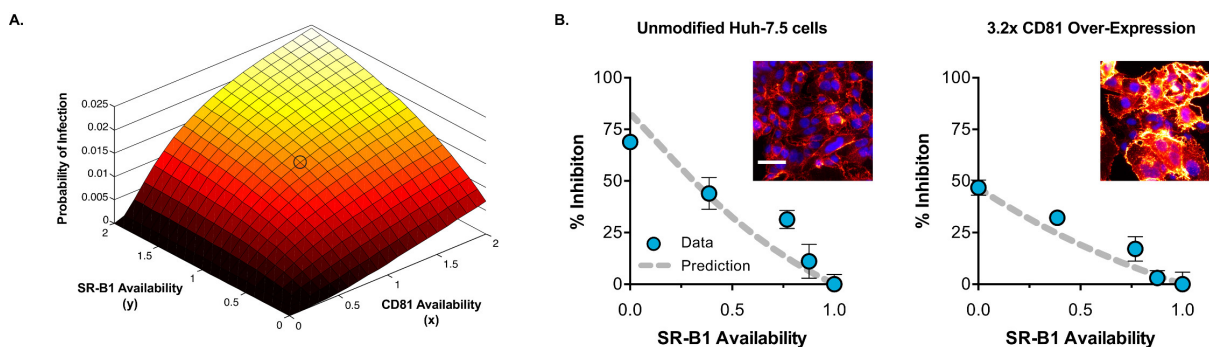 A.
Probability of Infection
0.025
0.02
0.015
0.01
0.005
0
2
1.5
1
0.5
0
SR-B1 Availability
(y)
0
0.5
1
1.5
2
CD81 Availability
(x)
B.
Unmodified Huh-7.5 cells
% Inhibiton
100
75
50
25
0
Data
Prediction
0.0
0.5
1.0
SR-B1 Availability
3.2x CD81 Over-Expression
% Inhibiton
100
75
50
25
0
0.0
0.5
1.0
SR-B1 Availability